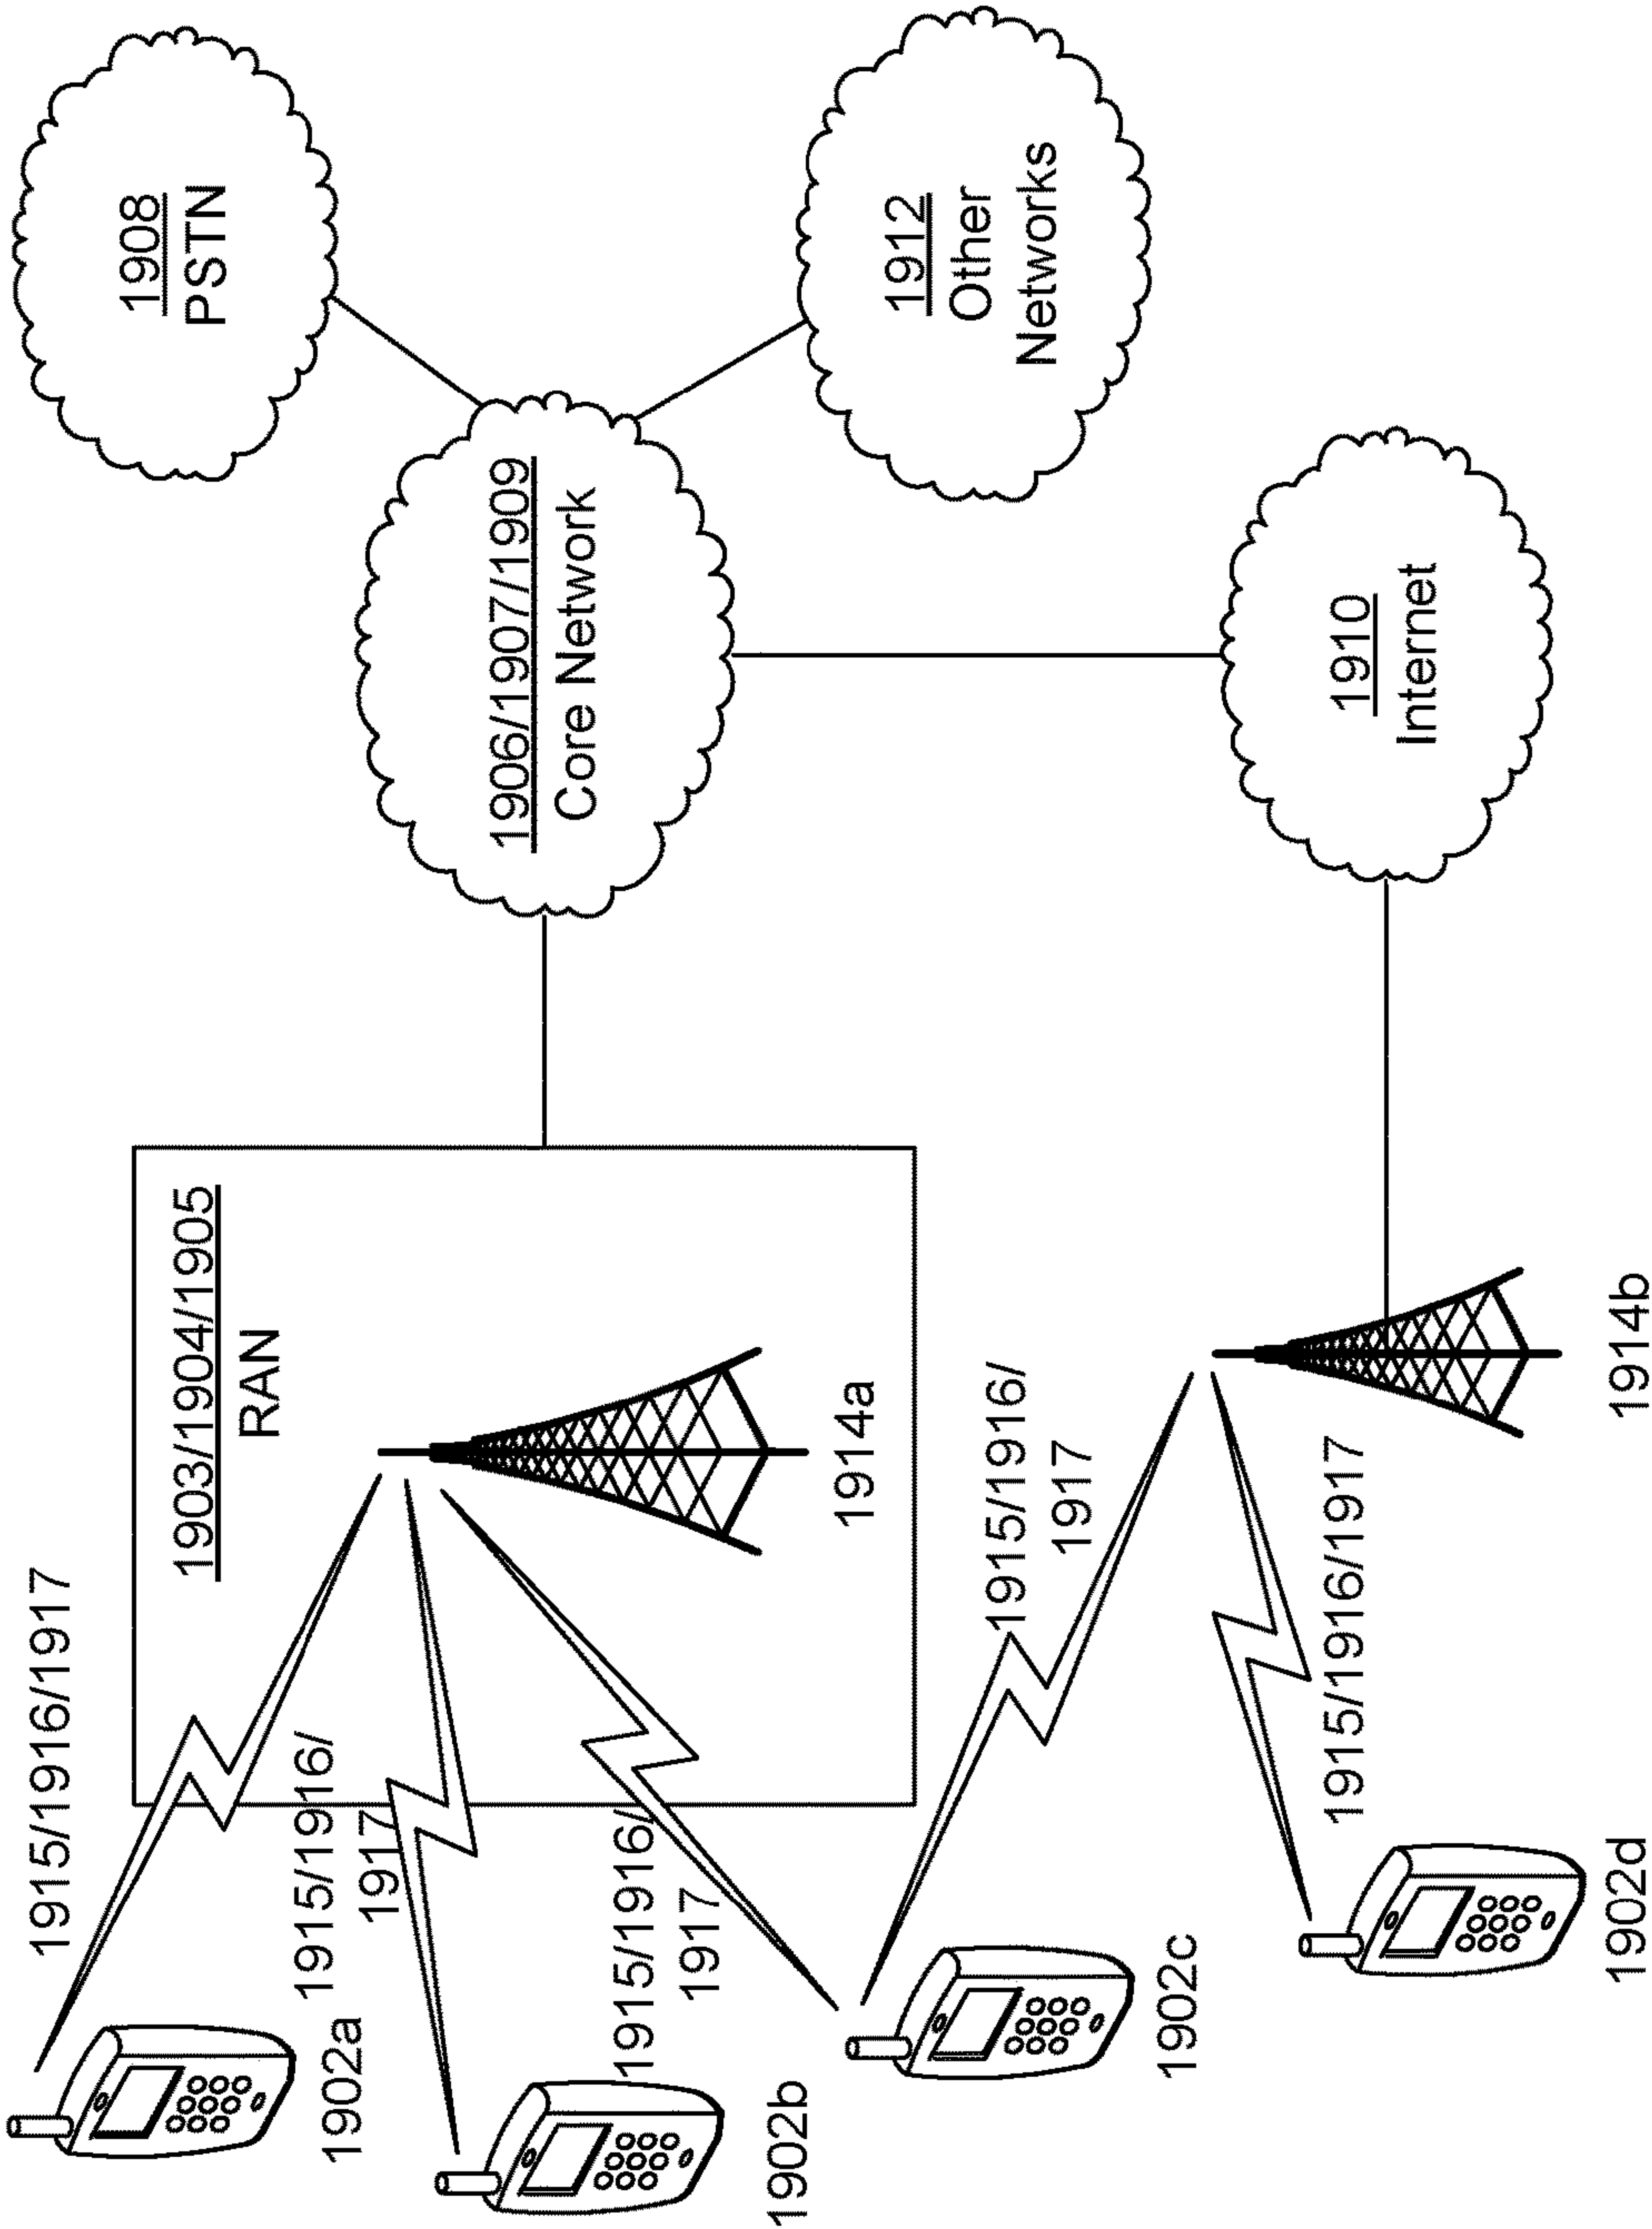 1915/1916/1917
1902a
1915/1916/
1917
1902b
1915/1916/
1917
1902c
1903/1904/1905
RAN
1914a
1915/1916/
1917
1915/1916/1917
1902d
1914b
1906/1907/1909
Core Network
1908
PSTN
1912
Other
Networks
1910
Internet